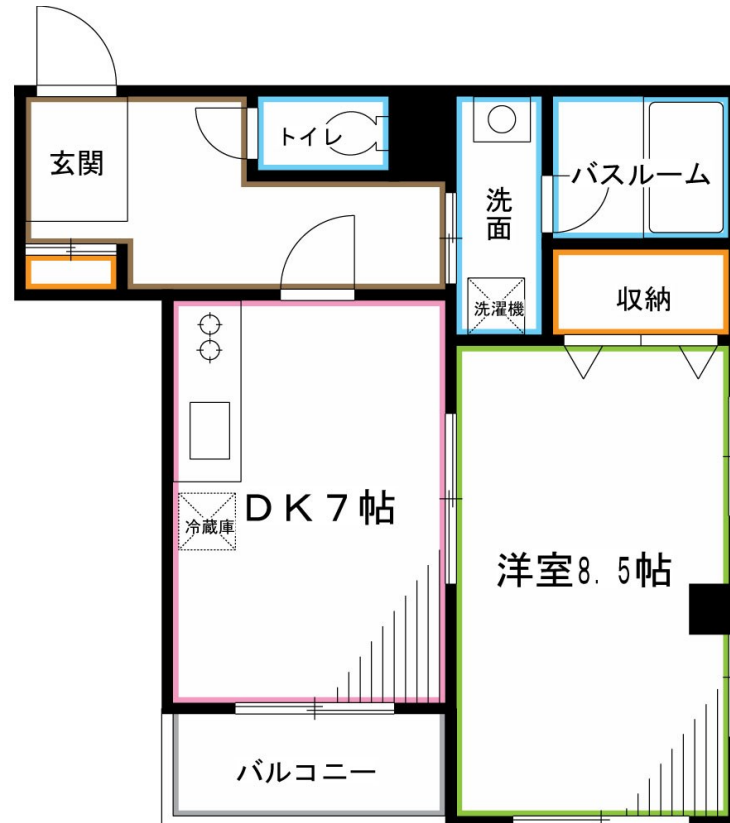 トイレ
玄関
バスルーム
洗面
洗濯機
収納
DK7帖
冷蔵庫
洋室8.5帖
バルコニー